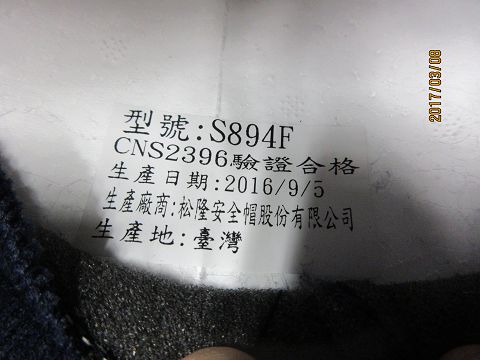 型號:S894F
CNS2396驗證合格
生產日期:2016/9/5
生產廠商:松隆安全帽股份有限公司
生產地:臺灣
2017/03/08